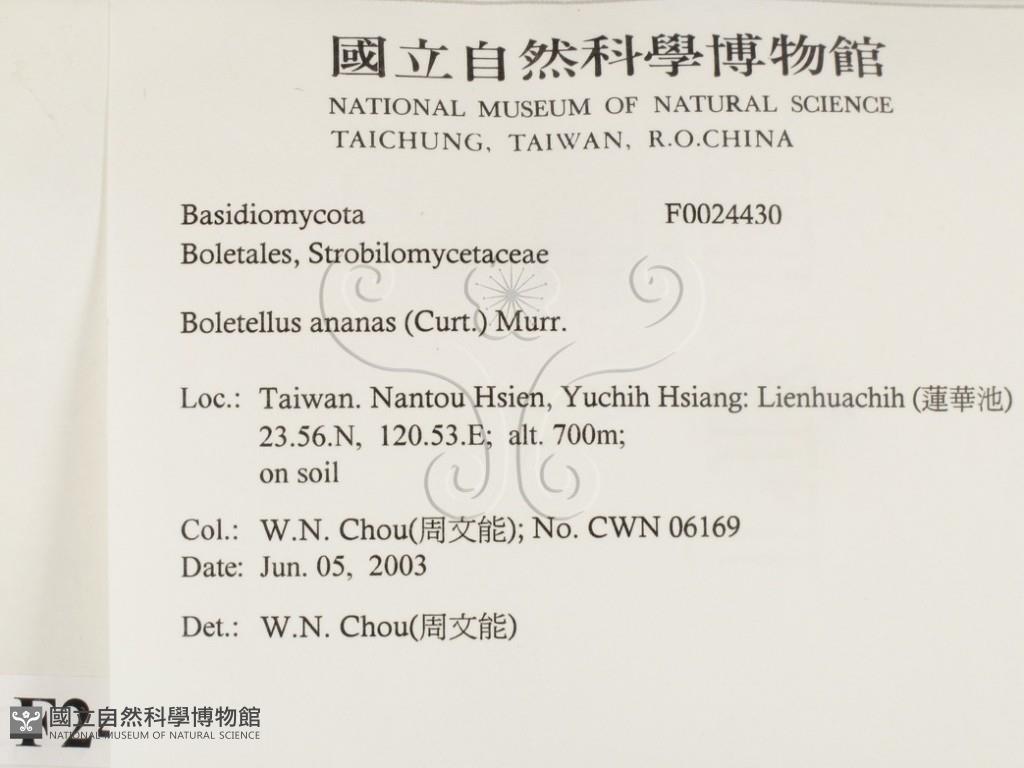 國立自然科學博物館
NATIONAL MUSEUM OF NATURAL SCIENCE
TAICHUNG, TAIWAN, R.O.CHINA
Basidiomycota F0024430
Boletales, Strobilomycetaceae
Boletellus ananas (Curt.) Murr.
Loc.: Taiwan. Nantou Hsien, Yuchih Hsiang: Lienhuachih (蓮華池)
23.56.N, 120.53.E; alt. 700m;
on soil
Col.: W.N. Chou(周文能); No. CWN 06169
Date: Jun. 05, 2003
Det.: W.N. Chou(周文能)
F2
國立自然科學博物館
NATIONAL MUSEUM OF NATURAL SCIENCE